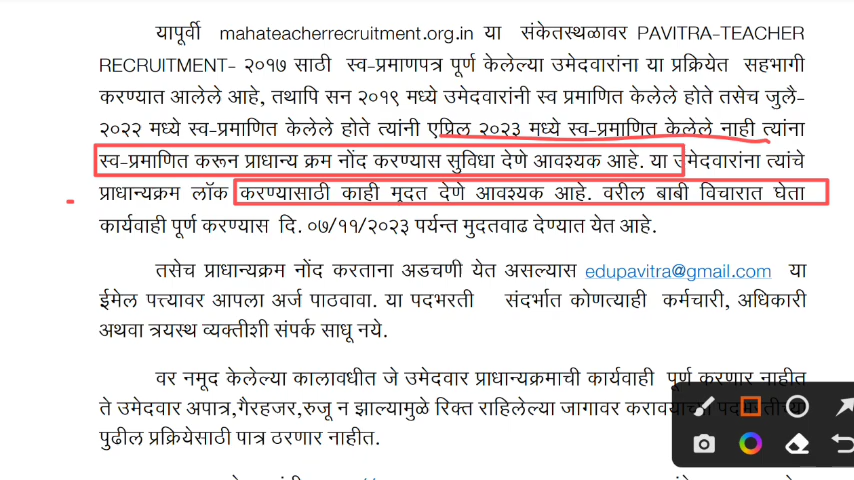 यापूर्वी mahateacherrecruitment.org.in या संकेतस्थळावर PAVITRA-TEACHER
RECRUITMENT- २०१७ साठी स्व-प्रमाणपत्र पूर्ण केलेल्या उमेदवारांना या प्रक्रियेत सहभागी
करण्यात आलेले आहे, तथापि सन २०१९ मध्ये उमेदवारांनी स्व प्रमाणित केलेले होते तसेच जुलै-
२०२२ मध्ये स्व-प्रमाणित केलेले होते त्यांनी एप्रिल २०२३ मध्ये स्व-प्रमाणित केलेले नाही त्यांना
स्व-प्रमाणित करून प्राधान्य क्रम नोंद करण्यास सुविधा देणे आवश्यक आहे. या उमेदवारांना त्यांचे
प्राधान्यक्रम लॉक करण्यासाठी काही मुदत देणे आवश्यक आहे. वरील बाबी विचारात घेता
कार्यवाही पूर्ण करण्यास दि. ०७/११/२०२३ पर्यन्त मुदतवाढ देण्यात येत आहे.
तसेच प्राधान्यक्रम नोंद करताना अडचणी येत असल्यास edupavitra@gmail.com या
ईमेल पत्त्यावर आपला अर्ज पाठवावा. या पदभरती संदर्भात कोणत्याही कर्मचारी, अधिकारी
अथवा त्रयस्थ व्यक्तीशी संपर्क साधू नये.
वर नमूद केलेल्या कालावधीत जे उमेदवार प्राधान्यक्रमाची कार्यवाही पूर्ण करणार नाहीत
ते उमेदवार अपात्र,गैरहजर,रुजू न झाल्यामुळे रिक्त राहिलेल्या जागावर करावयाच्या पदभरतीच्या
पुढील प्रक्रियेसाठी पात्र ठरणार नाहीत.